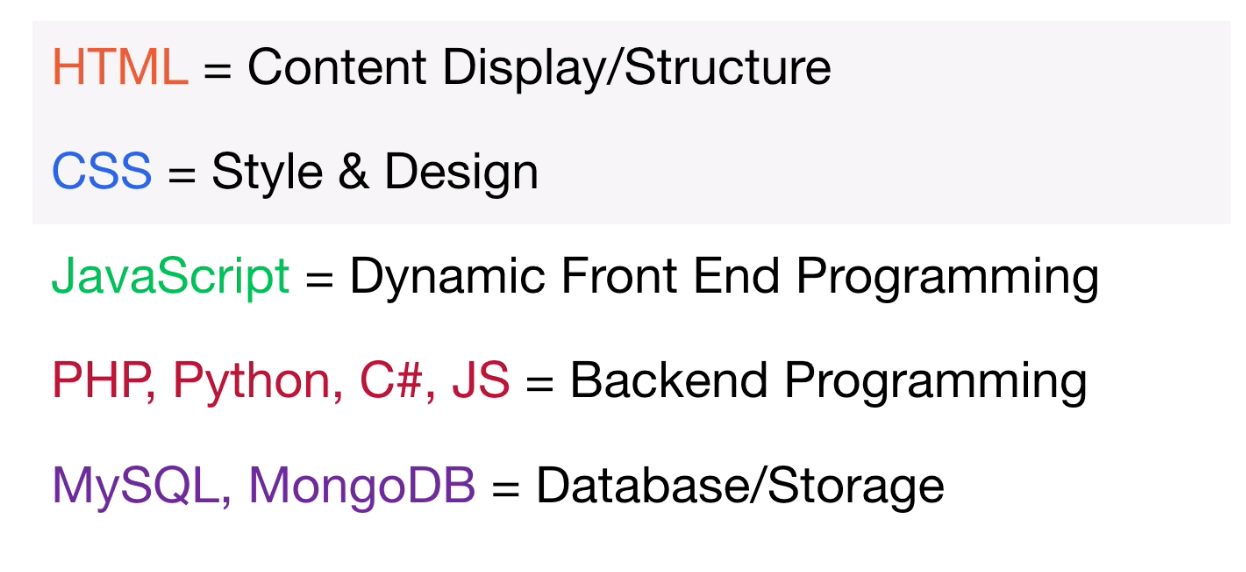 HTML = Content Display/Structure
CSS = Style & Design
JavaScript = Dynamic Front End Programming
PHP, Python, C#, JS = Backend Programming
MySQL, MongoDB = Database/Storage